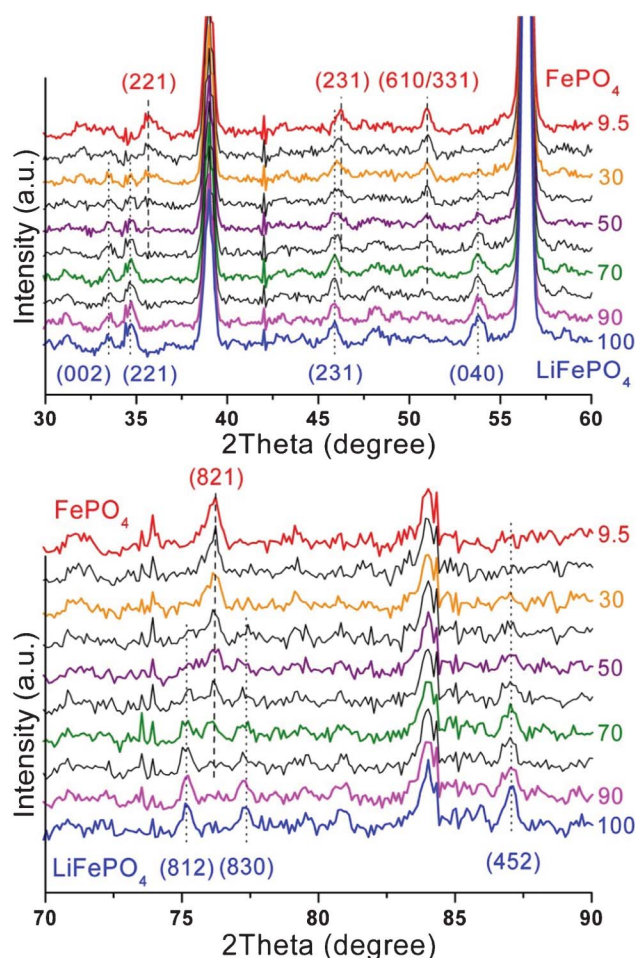 (221) (231) (610/331) FePO₄
9.5
30
50
70
90
100
Intensity (a.u.)
(002) (221) (231) (040) LiFePO₄
30 35 40 45 50 55 60
2Theta (degree)
(821)
FePO₄
9.5
30
50
70
90
100
Intensity (a.u.)
LiFePO₄ (812) (830) (452)
70 75 80 85 90
2Theta (degree)